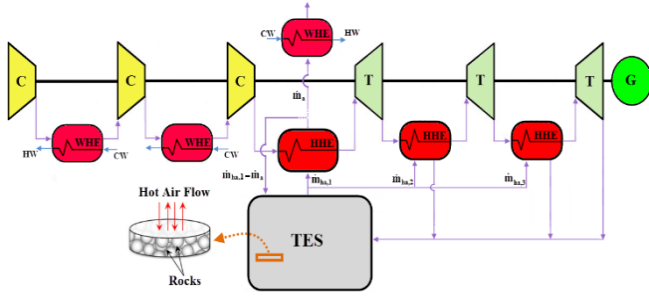 CW
WHE
HW
C
C
C
ṁₐ
T
T
T
G
WHE
HW
CW
WHE
CW
HHE
HHE
HHE
ṁha,1-ṁₐ
ṁha,1
ṁha,2
ṁha,3
Hot Air Flow
TES
Rocks